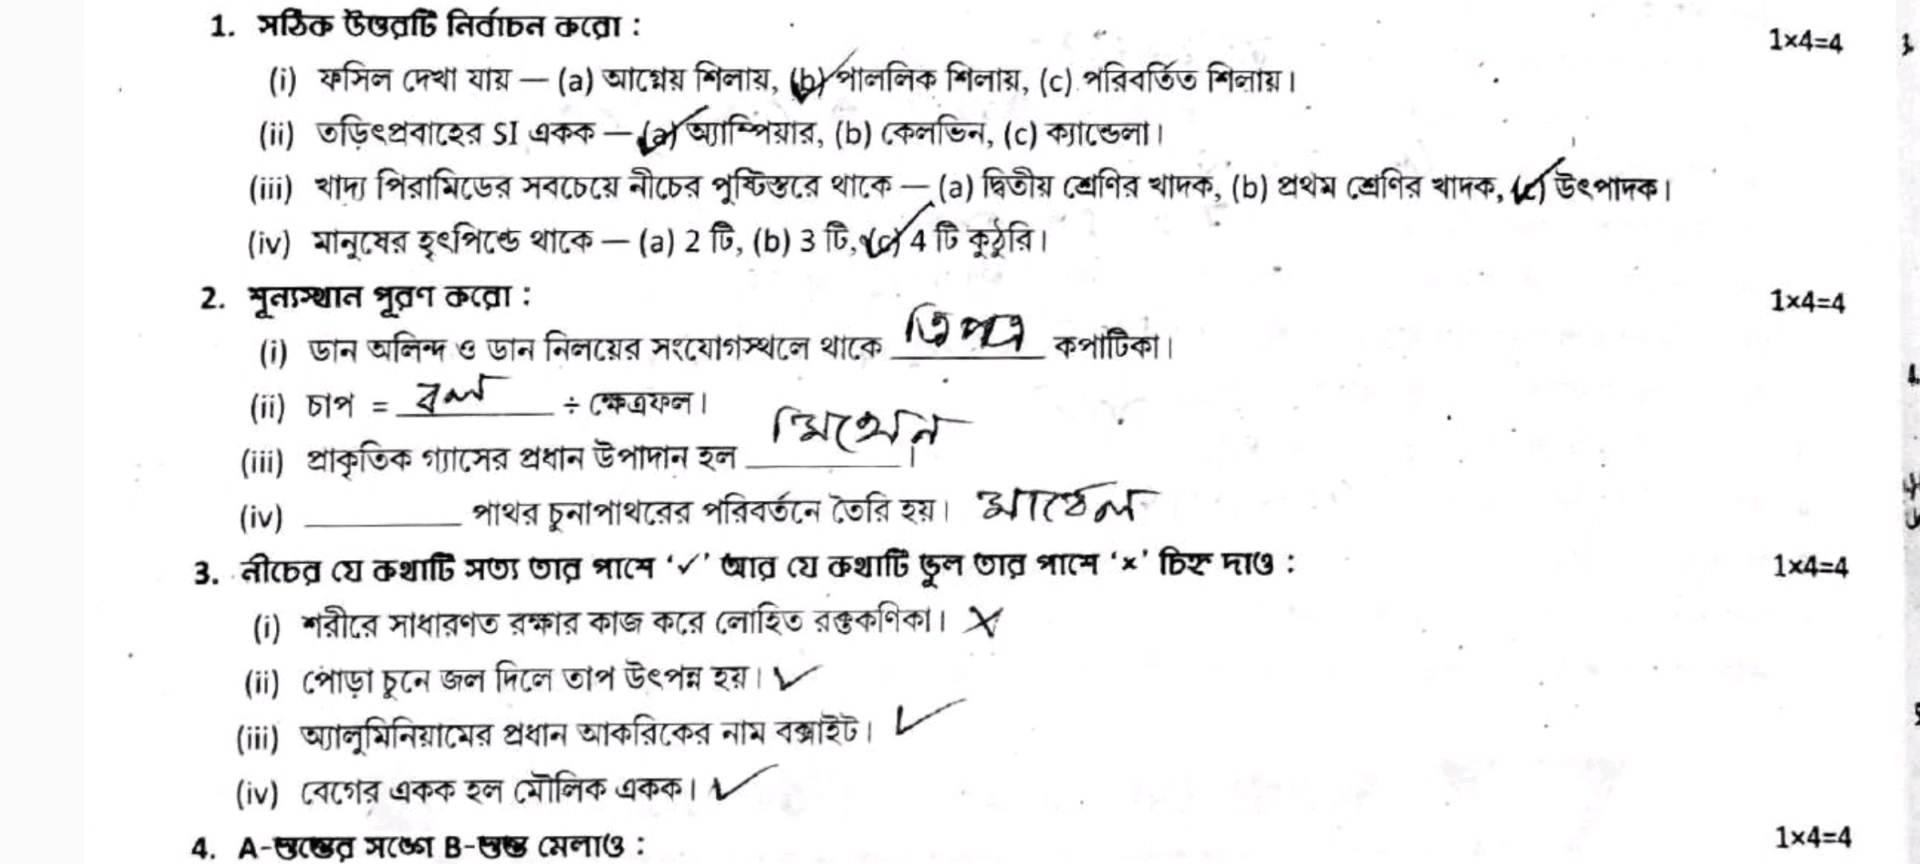 1. সঠিক উত্তরটি নির্বাচন করো : 1×4=4
(i) ফসিল দেখা যায় — (a) আগ্নেয় শিলায়, (b) পাললিক শিলায়, (c) পরিবর্তিত শিলায়।
(ii) তড়িৎপ্রবাহের SI একক — (a) অ্যাম্পিয়ার, (b) কেলভিন, (c) ক্যান্ডেলা।
(iii) খাদ্য পিরামিডের সবচেয়ে নীচের পুষ্টিস্তরে থাকে — (a) দ্বিতীয় শ্রেণির খাদক, (b) প্রথম শ্রেণির খাদক, (c) উৎপাদক।
(iv) মানুষের হৃৎপিন্ডে থাকে — (a) 2 টি, (b) 3 টি, (c) 4 টি কুঠুরি।
2. শূন্যস্থান পূরণ করো : 1×4=4
(i) ডান অলিন্দ ও ডান নিলয়ের সংযোগস্থলে থাকে ত্রিপত্র কপাটিকা।
(ii) চাপ = বল ÷ ক্ষেত্রফল।
(iii) প্রাকৃতিক গ্যাসের প্রধান উপাদান হল মিথেন।
(iv) ________ পাথর চুনাপাথরের পরিবর্তনে তৈরি হয়। মার্বেল
3. নীচের যে কথাটি সত্য তার পাশে ‘✓’ আর যে কথাটি ভুল তার পাশে ‘×’ চিহ্ন দাও : 1×4=4
(i) শরীরে সাধারণত রক্ষার কাজ করে লোহিত রক্তকণিকা। ×
(ii) পোড়া চুনে জল দিলে তাপ উৎপন্ন হয়। ✓
(iii) অ্যালুমিনিয়ামের প্রধান আকরিকের নাম বক্সাইট। ✓
(iv) বেগের একক হল মৌলিক একক। ✓
4. A-স্তম্ভের সঙ্গে B-স্তম্ভ মেলাও : 1×4=4